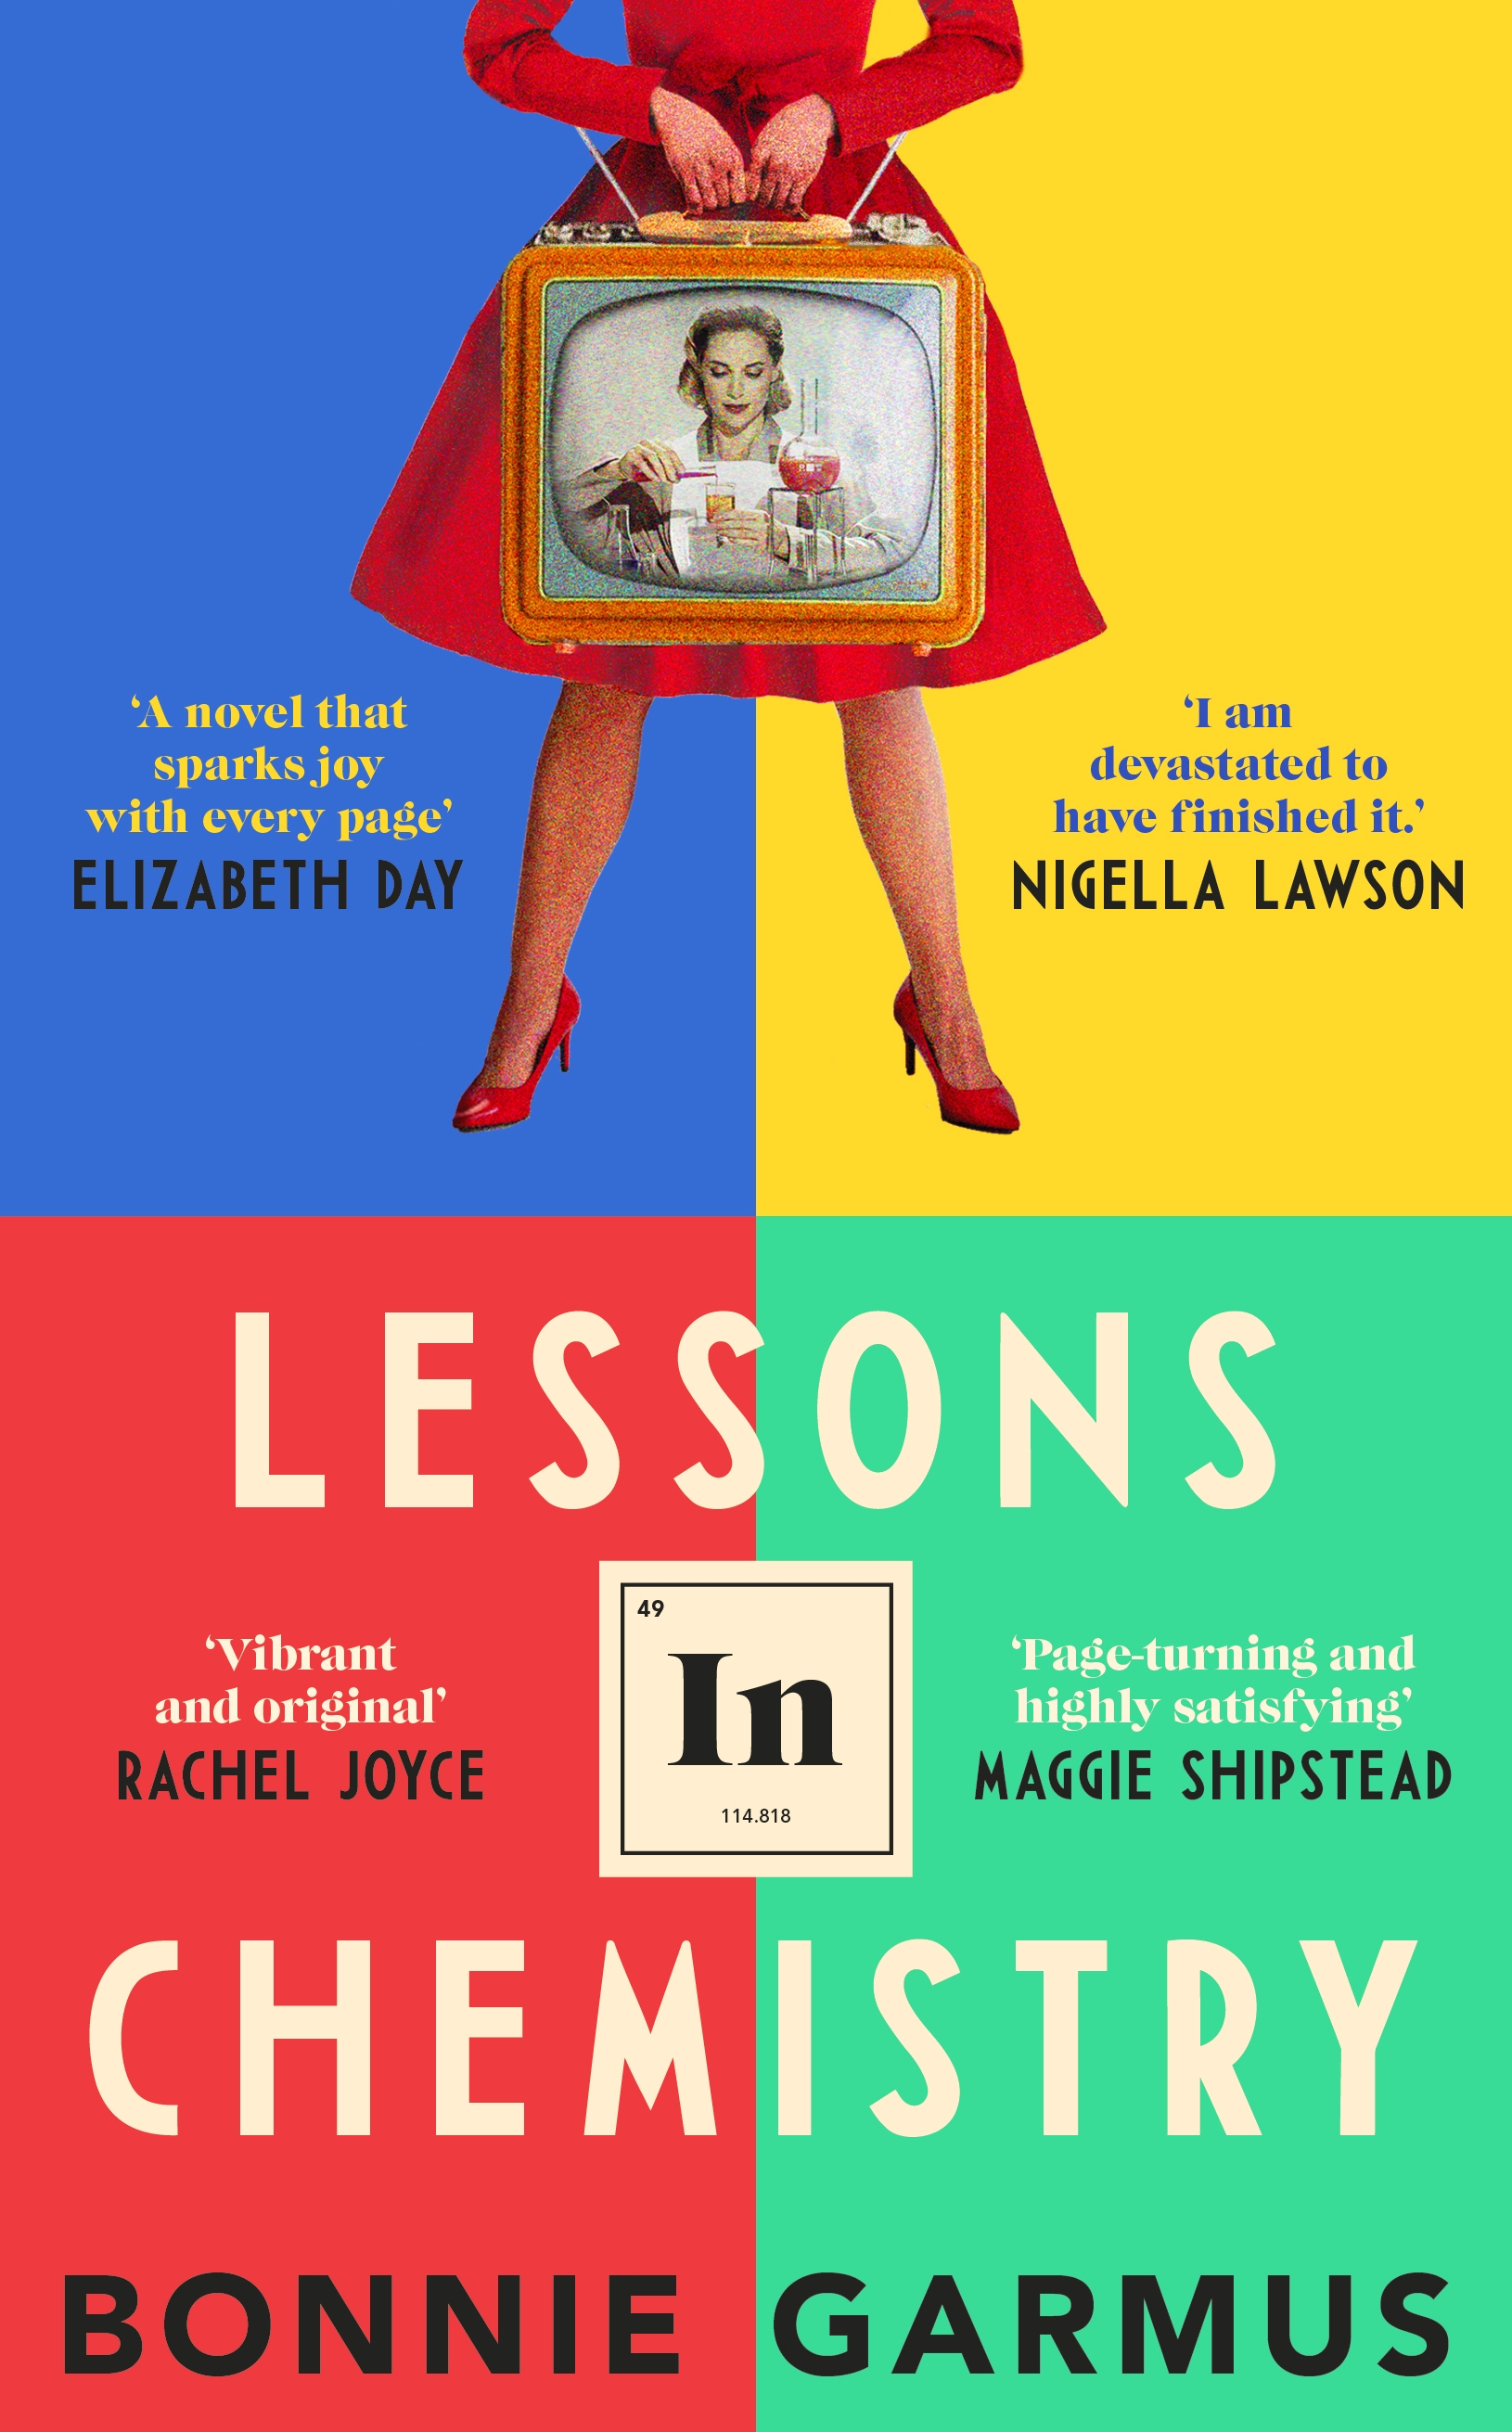 ‘A novel that
sparks joy
with every page’
ELIZABETH DAY
‘I am
devastated to
have finished it.’
NIGELLA LAWSON
LESSONS
49
In
114.818
‘Vibrant
and original’
RACHEL JOYCE
‘Page-turning and
highly satisfying’
MAGGIE SHIPSTEAD
CHEMISTRY
BONNIE GARMUS